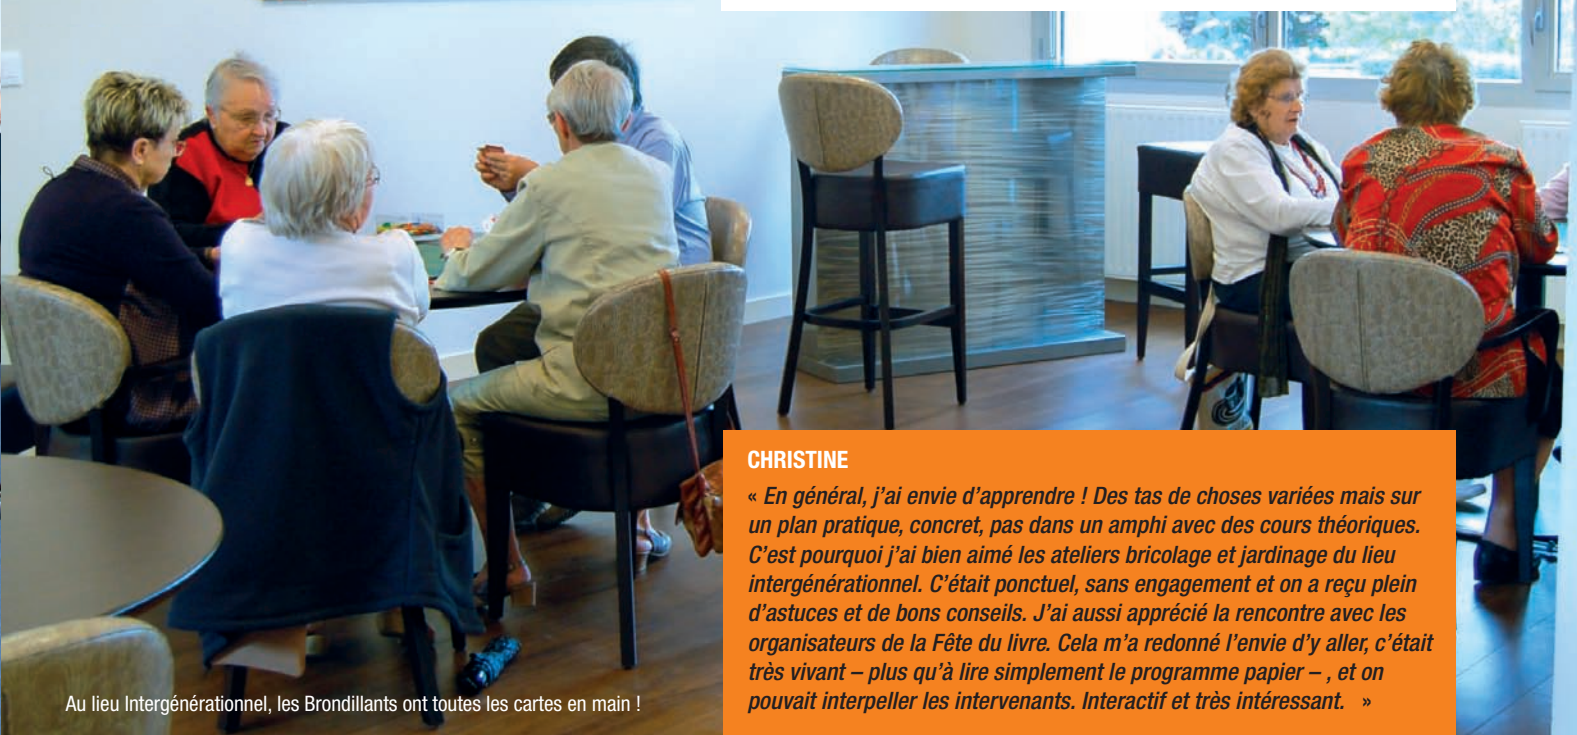 CHRISTINE
« En général, j’ai envie d’apprendre ! Des tas de choses variées mais sur
un plan pratique, concret, pas dans un amphi avec des cours théoriques.
C’est pourquoi j’ai bien aimé les ateliers bricolage et jardinage du lieu
intergénérationnel. C’était ponctuel, sans engagement et on a reçu plein
d’astuces et de bons conseils. J’ai aussi apprécié la rencontre avec les
organisateurs de la Fête du livre. Cela m’a redonné l’envie d’y aller, c’était
très vivant – plus qu’à lire simplement le programme papier – , et on
pouvait interpeller les intervenants. Interactif et très intéressant. »
Au lieu Intergénérationnel, les Brondillants ont toutes les cartes en main !